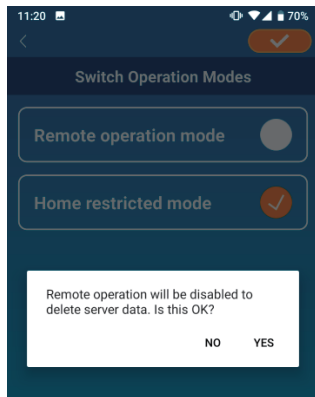 11:20 70%
Switch Operation Modes
Remote operation mode
Home restricted mode
Remote operation will be disabled to
delete server data. Is this OK?
NO YES